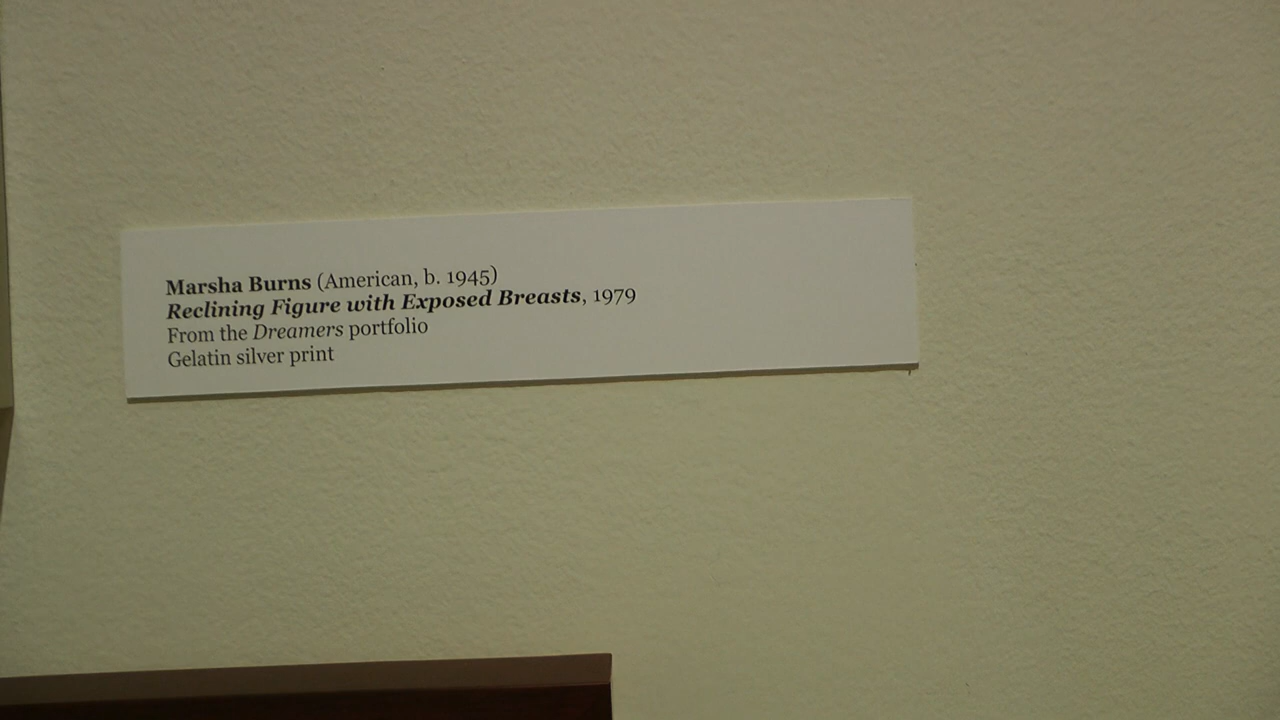 Marsha Burns (American, b. 1945)
Reclining Figure with Exposed Breasts, 1979
From the Dreamers portfolio
Gelatin silver print